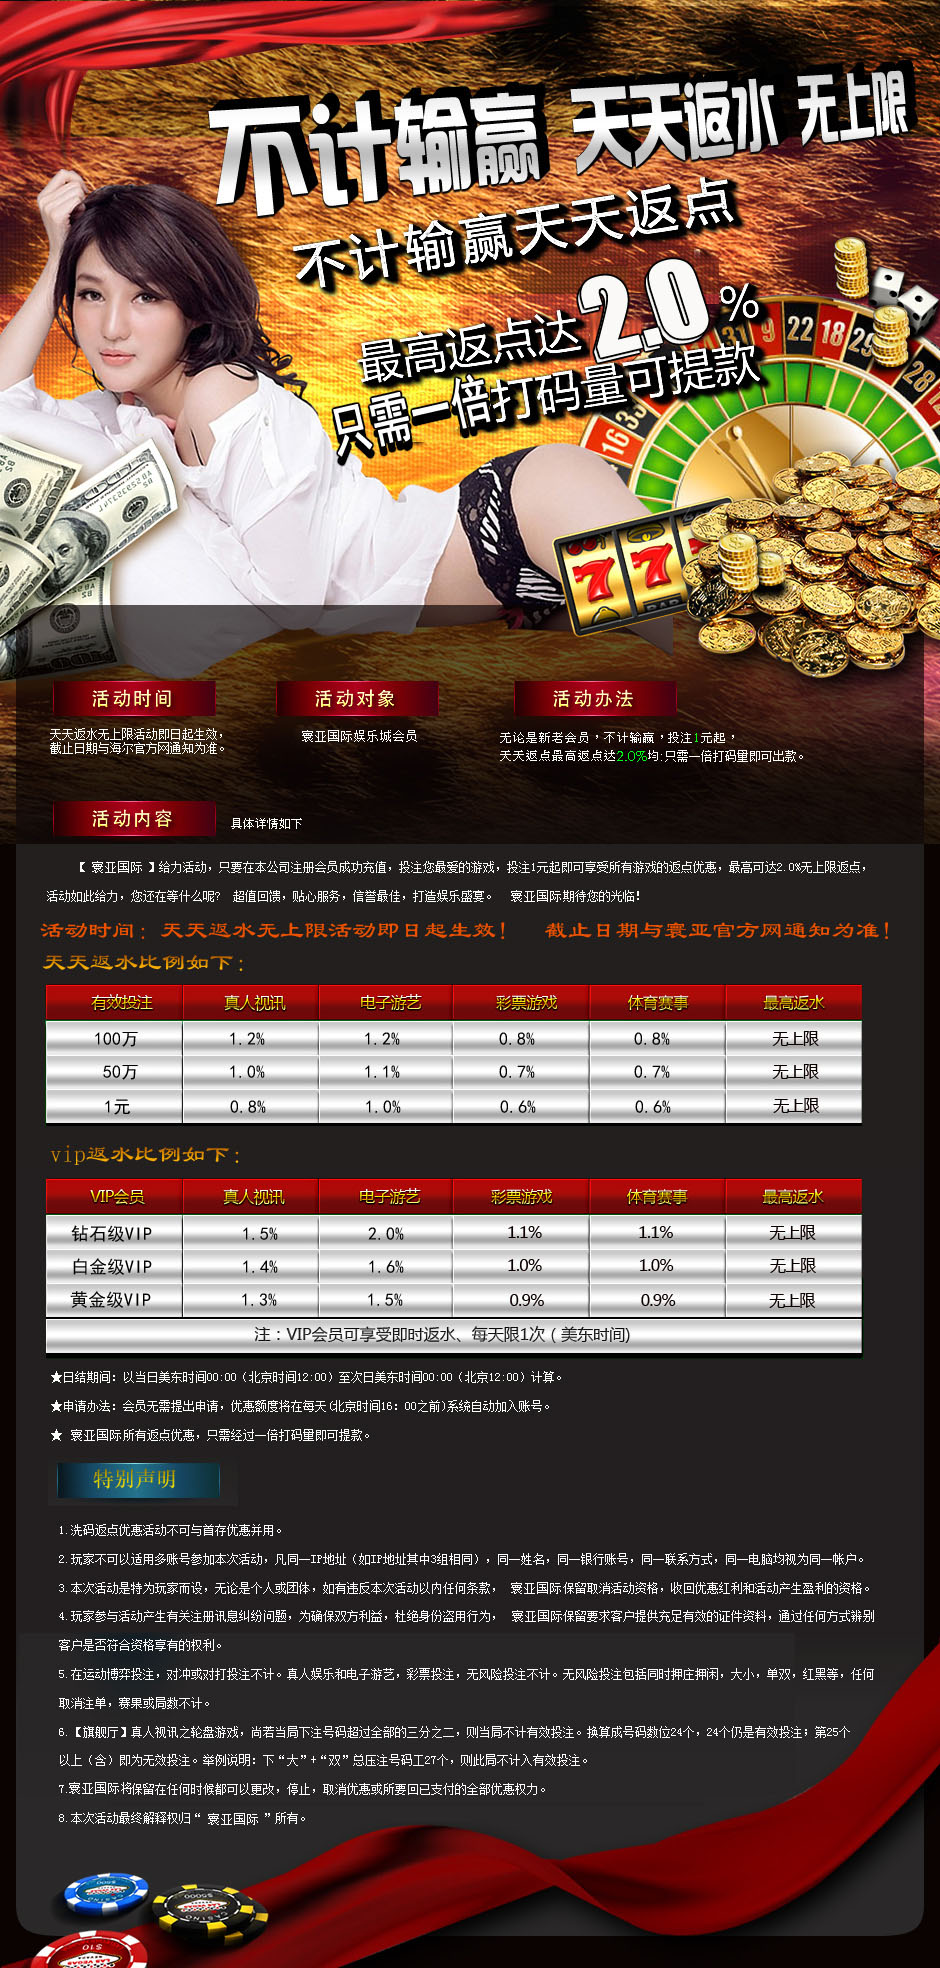 不计输赢 天天返水 无上限
不计输赢天天返点
最高返点达2.0%
只需一倍打码量可提款
31 9 22 18 29
28
12
16 33
7 7
BAR
活动时间 活动对象 活动办法
天天返水无上限活动即日起生效,
截止日期与海尔官方网通知为准。
寰亚国际娱乐城会员
无论是新老会员，不计输赢，投注1元起，
天天返点最高返点达2.0%均:只需一倍打码量即可出款。
活动内容 具体详情如下
【 寰亚国际 】给力活动，只要在本公司注册会员成功充值，投注您最爱的游戏，投注1元起即可享受所有游戏的返点优惠，最高可达2.0%无上限返点，
活动如此给力，您还在等什么呢? 超值回馈，贴心服务，信誉最佳，打造娱乐盛宴。 寰亚国际期待您的光临!
活动时间：天天返水无上限活动即日起生效！ 截止日期与寰亚官方网通知为准！
天天返水比例如下：
有效投注 真人视讯 电子游艺 彩票游戏 体育赛事 最高返水
100万 1.2% 1.2% 0.8% 0.8% 无上限
50万 1.0% 1.1% 0.7% 0.7% 无上限
1元 0.8% 1.0% 0.6% 0.6% 无上限
vip返水比例如下：
VIP会员 真人视讯 电子游艺 彩票游戏 体育赛事 最高返水
钻石级VIP 1.5% 2.0% 1.1% 1.1% 无上限
白金级VIP 1.4% 1.6% 1.0% 1.0% 无上限
黄金级VIP 1.3% 1.5% 0.9% 0.9% 无上限
注：VIP会员可享受即时返水、每天限1次（美东时间)
★日结期间: 以当日美东时间00:00（北京时间12:00）至次日美东时间00:00（北京12:00）计算。
★申请办法: 会员无需提出申请，优惠额度将在每天(北京时间16：00之前)系统自动加入账号。
★ 寰亚国际所有返点优惠，只需经过一倍打码量即可提款。
特别声明
1.洗码返点优惠活动不可与首存优惠并用。
2.玩家不可以适用多账号参加本次活动，凡同一IP地址（如IP地址其中3组相同），同一姓名，同一银行账号，同一联系方式，同一电脑均视为同一帐户。
3.本次活动是特为玩家而设，无论是个人或团体，如有违反本次活动以内任何条款， 寰亚国际保留取消活动资格，收回优惠红利和活动产生盈利的资格。
4.玩家参与活动产生有关注册讯息纠纷问题，为确保双方利益，杜绝身份盗用行为， 寰亚国际保留要求客户提供充足有效的证件资料，通过任何方式辨别
客户是否符合资格享有的权利。
5.在运动博弈投注，对冲或对打投注不计。真人娱乐和电子游艺，彩票投注，无风险投注不计。无风险投注包括同时押庄押闲，大小，单双，红黑等，任何
取消注单，赛果或局数不计。
6.【旗舰厅】真人视讯之轮盘游戏，尚若当局下注号码超过全部的三分之二，则当局不计有效投注。换算成号码数位24个，24个仍是有效投注；第25个
以上（含）即为无效投注。举例说明: 下“大”+“双”总压注号码工27个，则此局不计入有效投注。
7.寰亚国际将保留在任何时候都可以更改，停止，取消优惠或所要回已支付的全部优惠权力。
8.本次活动最终解释权归“ 寰亚国际 ”所有。
$5000
CASINO
$10
LAS VEGAS